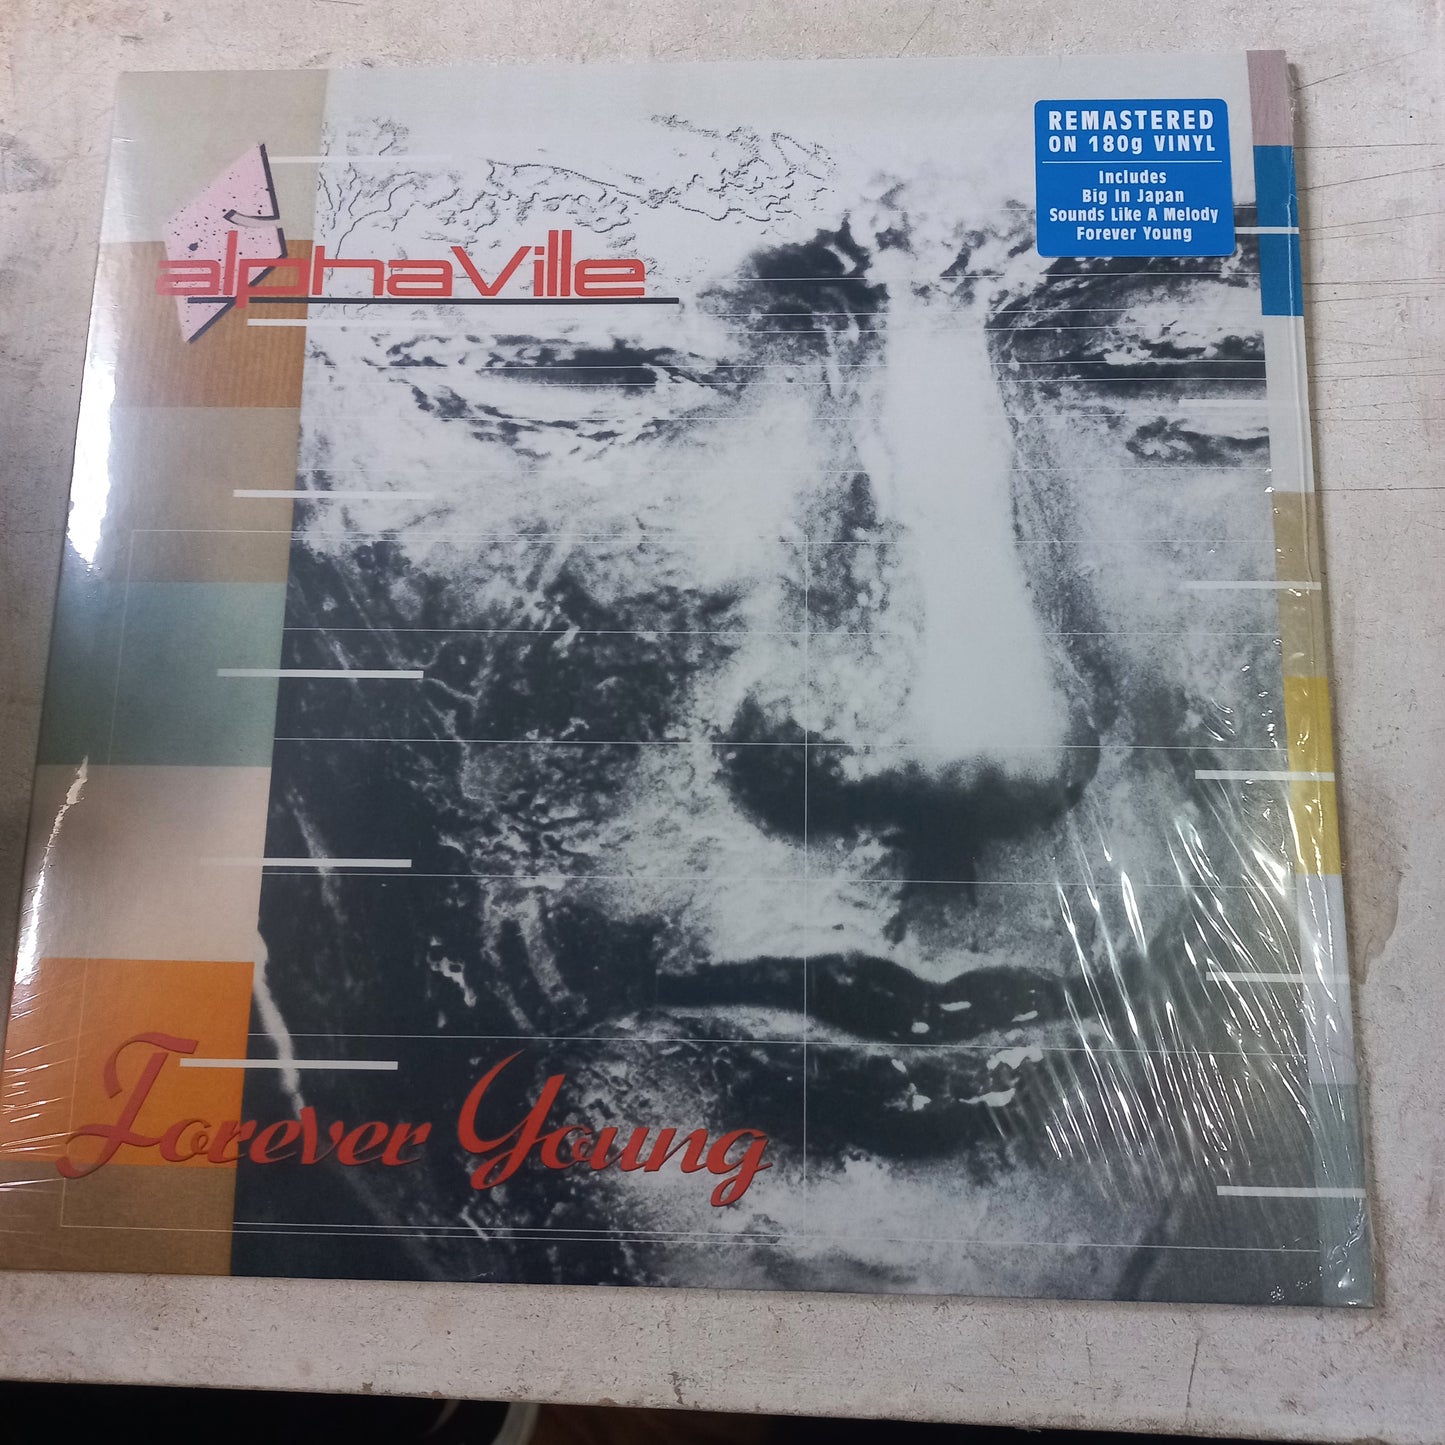 alphaville
REMASTERED
ON 180g VINYL
Includes
Big In Japan
Sounds Like A Melody
Forever Young
Forever Young